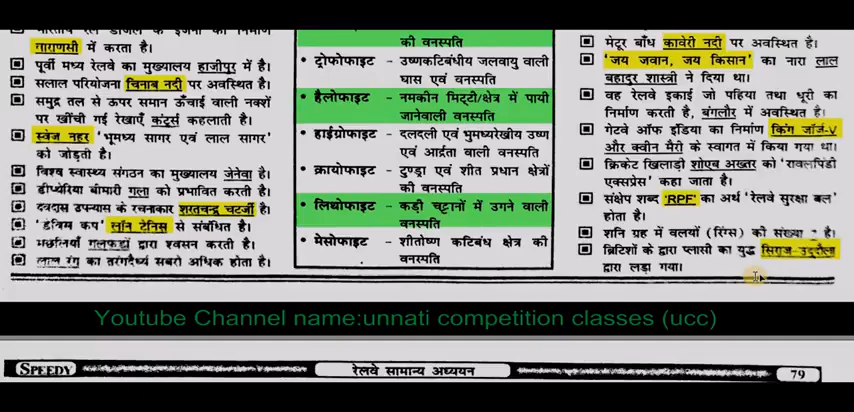 वाराणसी में करता है।
पूर्वी मध्य रेलवे का मुख्यालय हाजीपुर में है।
सलाल परियोजना चिनाब नदी पर अवस्थित है।
समुद्र तल से ऊपर समान ऊँचाई वाली नक्शों
पर खींची गई रेखाएँ कंटूर्स कहलाती है।
स्वेज नहर 'भूमध्य सागर एवं लाल सागर'
को जोड़ती है।
विश्व स्वास्थ्य संगठन का मुख्यालय जेनेवा है।
डीप्थेरिया बीमारी गला को प्रभावित करती है।
देवदास उपन्यास के रचनाकार शरतचन्द्र चटर्जी है।
'डेविस कप' लॉन टेनिस से संबंधित है।
मछलियाँ गलफड़ों द्वारा श्वसन करती है।
लाल रंग का तरंगदैर्ध्य सबसे अधिक होता है।
की वनस्पति
• ट्रोफोफाइट - उष्णकटिबंधीय जलवायु वाली
घास एवं वनस्पति
• हैलोफाइट - नमकीन मिट्टी/क्षेत्र में पायी
जानेवाली वनस्पति
• हाईग्रोफाइट - दलदली एवं भुमध्यरेखीय उष्ण
एवं आर्द्रता वाली वनस्पति
• क्रायोफाइट - टुण्ड्रा एवं शीत प्रधान क्षेत्रों
की वनस्पति
• लिथोफाइट - कड़ी चट्टानों में उगने वाली
वनस्पति
• मेसोफाइट - शीतोष्ण कटिबंध क्षेत्र की
वनस्पति
मेटूर बाँध कावेरी नदी पर अवस्थित है।
'जय जवान, जय किसान' का नारा लाल
बहादुर शास्त्री ने दिया था।
वह रेलवे इकाई जो पहिया तथा धूरी का
निर्माण करती है, बंगलौर में अवस्थित है।
गेटवे ऑफ इंडिया का निर्माण किंग जॉर्ज-V
और क्वीन मैरी के स्वागत में किया गया था।
क्रिकेट खिलाड़ी शोएब अख्तर को 'रावलपिंडी
एक्सप्रेस' कहा जाता है।
संक्षेप शब्द 'RPF' का अर्थ 'रेलवे सुरक्षा बल'
होता है।
शनि ग्रह में वलयों (रिंग्स) की संख्या है।
ब्रिटिशों के द्वारा प्लासी का युद्ध सिराज-उद्दौला
द्वारा लड़ा गया।
Youtube Channel name:unnati competition classes (ucc)
SPEEDY रेलवे सामान्य अध्ययन 79